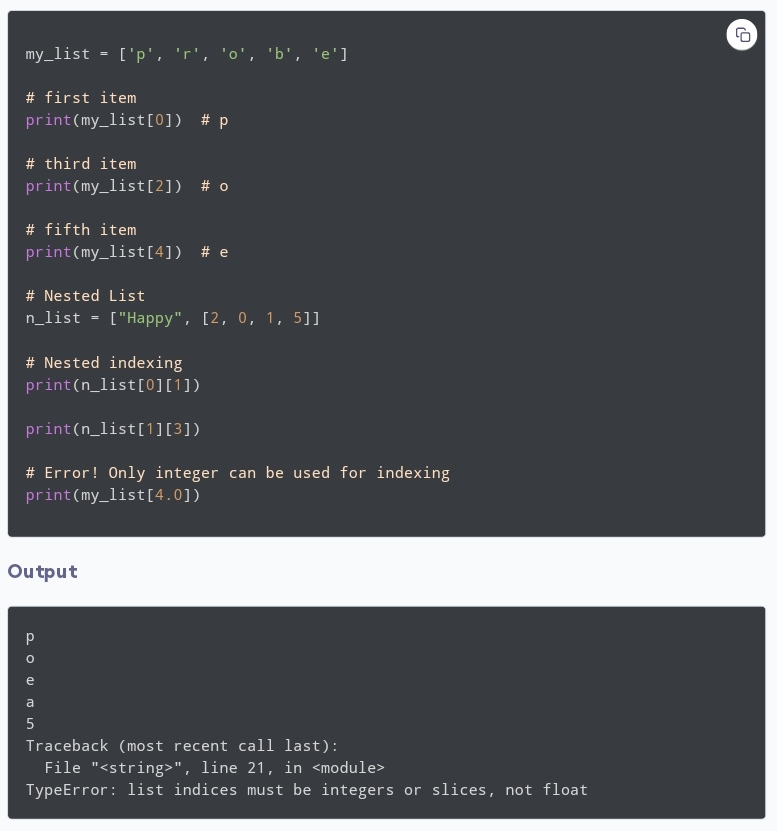 my_list = ['p', 'r', 'o', 'b', 'e']
# first item
print(my_list[0])  # p
# third item
print(my_list[2])  # o
# fifth item
print(my_list[4])  # e
# Nested List
n_list = ["Happy", [2, 0, 1, 5]]
# Nested indexing
print(n_list[0][1])
print(n_list[1][3])
# Error! Only integer can be used for indexing
print(my_list[4.0])
Output
p
o
e
a
5
Traceback (most recent call last):
  File "<string>", line 21, in <module>
TypeError: list indices must be integers or slices, not float